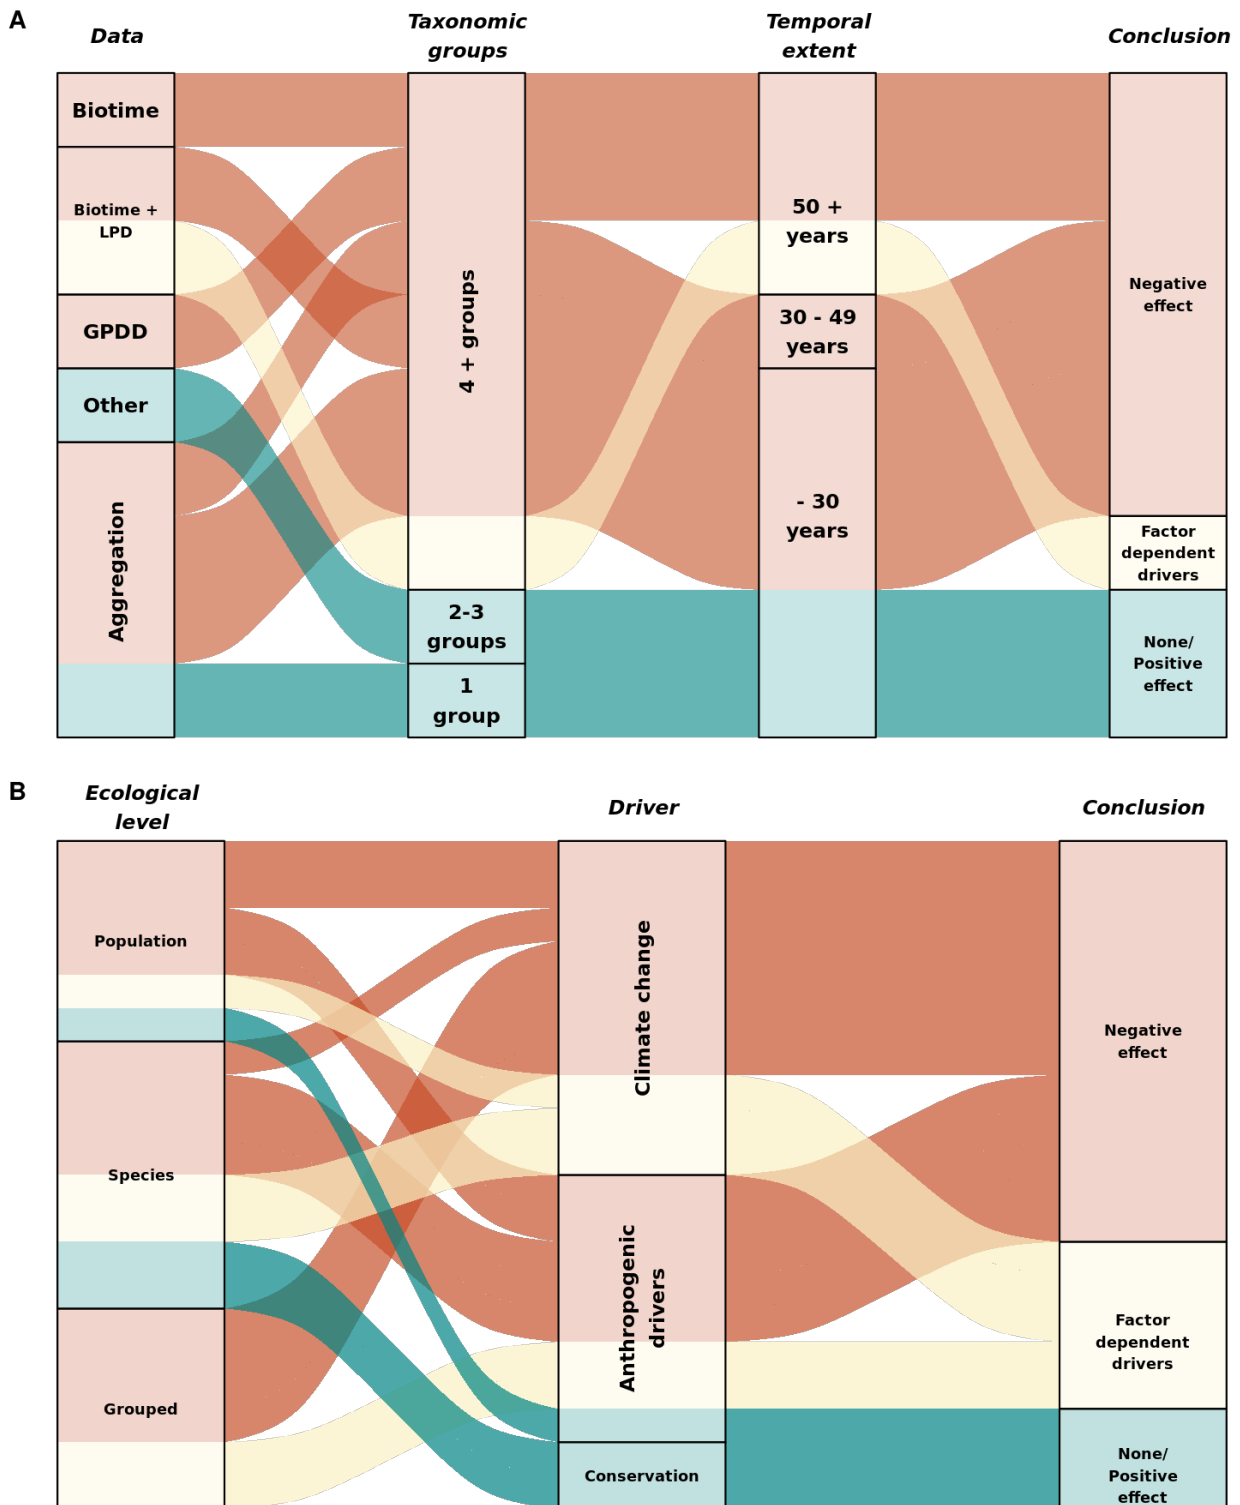 A
Data
Taxonomic
groups
Temporal
extent
Conclusion
Biotime
Biotime +
LPD
GPDD
Other
Aggregation
4 + groups
2-3
groups
1
group
50 +
years
30 - 49
years
- 30
years
Negative
effect
Factor
dependent
drivers
None/
Positive
effect
B
Ecological
level
Driver
Conclusion
Population
Species
Grouped
Climate change
Anthropogenic
drivers
Conservation
Negative
effect
Factor
dependent
drivers
None/
Positive
effect